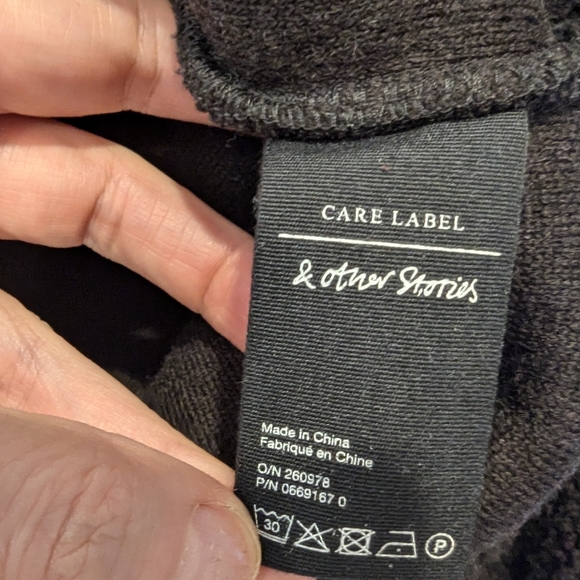 CARE LABEL
& other Stories
Made in China
Fabriqué en Chine
O/N 260978
P/N 0669167 0
30 P